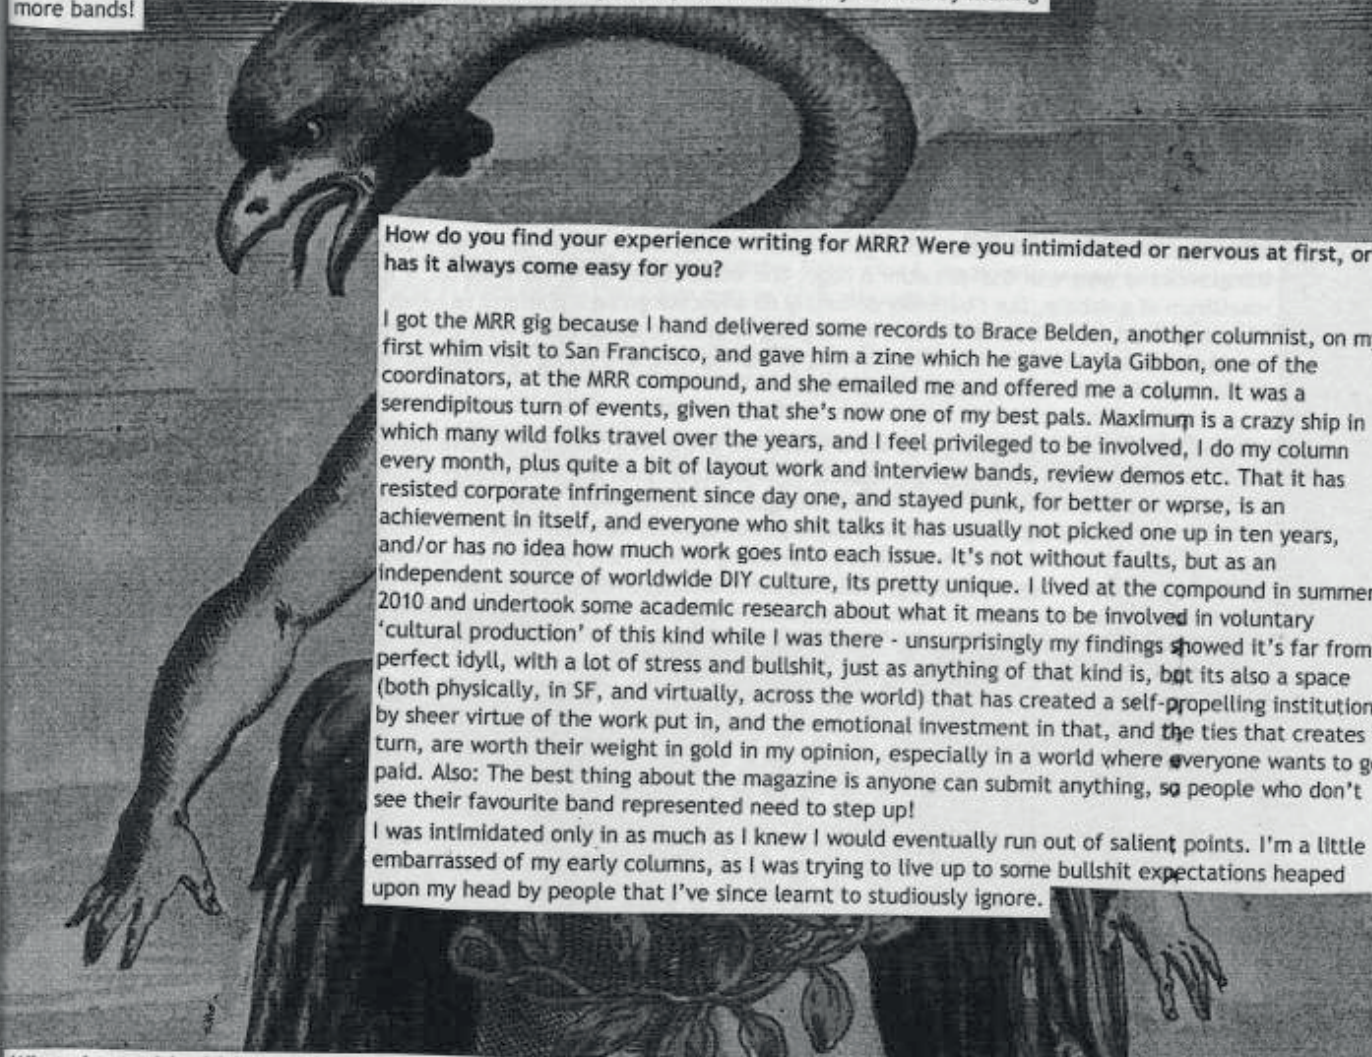 more bands!
How do you find your experience writing for MRR? Were you intimidated or nervous at first, or
has it always come easy for you?
I got the MRR gig because I hand delivered some records to Brace Belden, another columnist, on
first whim visit to San Francisco, and gave him a zine which he gave Layla Gibbon, one of the
coordinators, at the MRR compound, and she emailed me and offered me a column. It was a
serendipitous turn of events, given that she's now one of my best pals. Maximum is a crazy ship in
which many wild folks travel over the years, and I feel privileged to be involved, I do my column
every month, plus quite a bit of layout work and interview bands, review demos etc. That it has
resisted corporate infringement since day one, and stayed punk, for better or worse, is an
achievement in itself, and everyone who shit talks it has usually not picked one up in ten years,
and/or has no idea how much work goes into each issue. It's not without faults, but as an
independent source of worldwide DIY culture, its pretty unique. I lived at the compound in summer
2010 and undertook some academic research about what it means to be involved in voluntary
'cultural production' of this kind while I was there - unsurprisingly my findings showed it's far from
perfect idyll, with a lot of stress and bullshit, just as anything of that kind is, but its also a space
(both physically, in SF, and virtually, across the world) that has created a self-propelling institution
by sheer virtue of the work put in, and the emotional investment in that, and the ties that creates
turn, are worth their weight in gold in my opinion, especially in a world where everyone wants to
paid. Also: The best thing about the magazine is anyone can submit anything, so people who don't
see their favourite band represented need to step up!
I was intimidated only in as much as I knew I would eventually run out of salient points. I'm a little
embarrassed of my early columns, as I was trying to live up to some bullshit expectations heaped
upon my head by people that I've since learnt to studiously ignore.